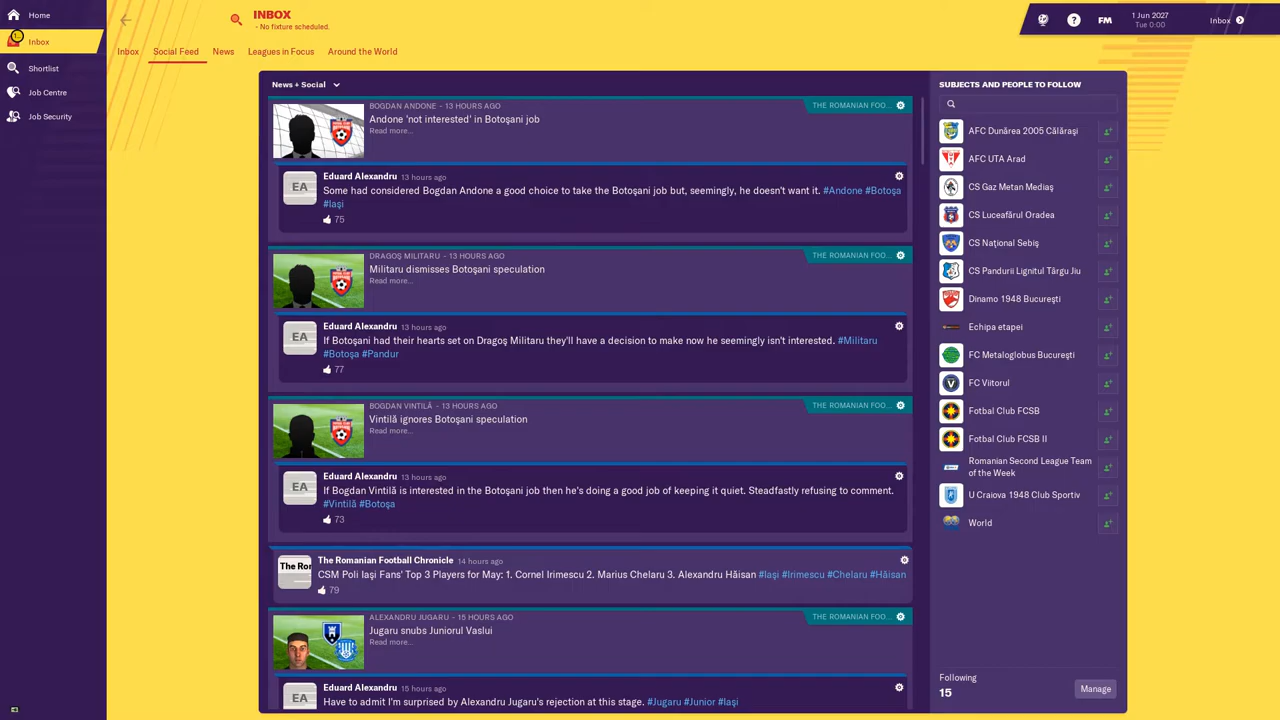 Home
Inbox
Shortlist
Job Centre
Job Security
INBOX
- No fixture scheduled.
FM
1 Jun 2027
Tue 0:00
Inbox
Inbox
Social Feed
News
Leagues in Focus
Around the World
News + Social
BOGDAN ANDONE - 13 HOURS AGO
THE ROMANIAN FOO...
Andone 'not interested' in Botoşani job
Read more...
EA
Eduard Alexandru 13 hours ago
Some had considered Bogdan Andone a good choice to take the Botoşani job but, seemingly, he doesn't want it. #Andone #Botoşa
#Iaşi
75
DRAGOŞ MILITARU - 13 HOURS AGO
THE ROMANIAN FOO...
Militaru dismisses Botoşani speculation
Read more...
EA
Eduard Alexandru 13 hours ago
If Botoşani had their hearts set on Dragoş Militaru they'll have a decision to make now he seemingly isn't interested. #Militaru
#Botoşa #Pandur
77
BOGDAN VINTILĂ - 13 HOURS AGO
THE ROMANIAN FOO...
Vintilă ignores Botoşani speculation
Read more...
EA
Eduard Alexandru 13 hours ago
If Bogdan Vintilă is interested in the Botoşani job then he's doing a good job of keeping it quiet. Steadfastly refusing to comment.
#Vintilă #Botoşa
73
The Ror
The Romanian Football Chronicle 14 hours ago
CSM Poli Iaşi Fans' Top 3 Players for May: 1. Cornel Irimescu 2. Marius Chelaru 3. Alexandru Hăisan #Iaşi #Irimescu #Chelaru #Hăisan
79
ALEXANDRU JUGARU - 15 HOURS AGO
THE ROMANIAN FOO...
Jugaru snubs Juniorul Vaslui
Read more...
EA
Eduard Alexandru 15 hours ago
Have to admit I'm surprised by Alexandru Jugaru's rejection at this stage. #Jugaru #Junior #Iaşi
SUBJECTS AND PEOPLE TO FOLLOW
AFC Dunărea 2005 Călăraşi
AFC UTA Arad
CS Gaz Metan Mediaş
CS Luceafărul Oradea
CS Naţional Sebiş
CS Pandurii Lignitul Târgu Jiu
Dinamo 1948 Bucureşti
Echipa etapei
FC Metaloglobus Bucureşti
FC Viitorul
Fotbal Club FCSB
Fotbal Club FCSB II
Romanian Second League Team
of the Week
U Craiova 1948 Club Sportiv
World
Following
15
Manage